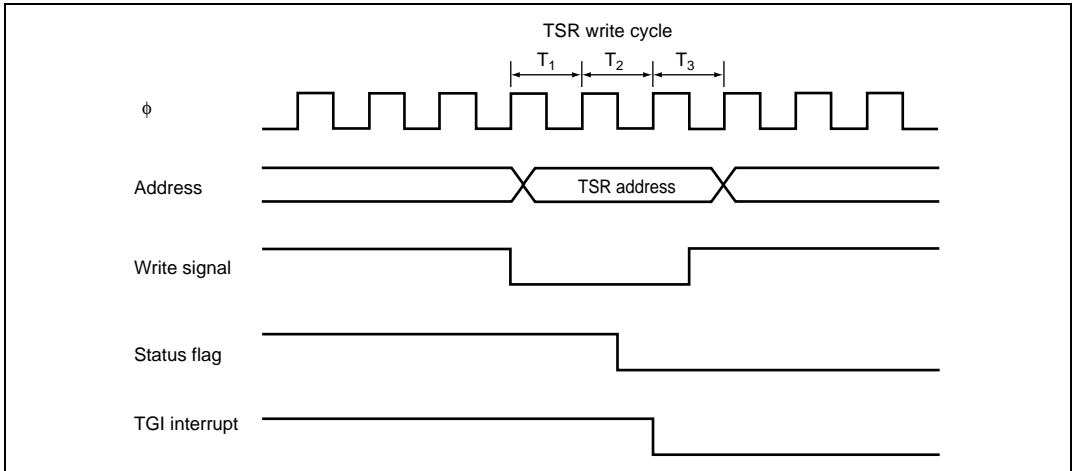 TSR write cycle
T1 T2 T3
ϕ
Address
TSR address
Write signal
Status flag
TGI interrupt